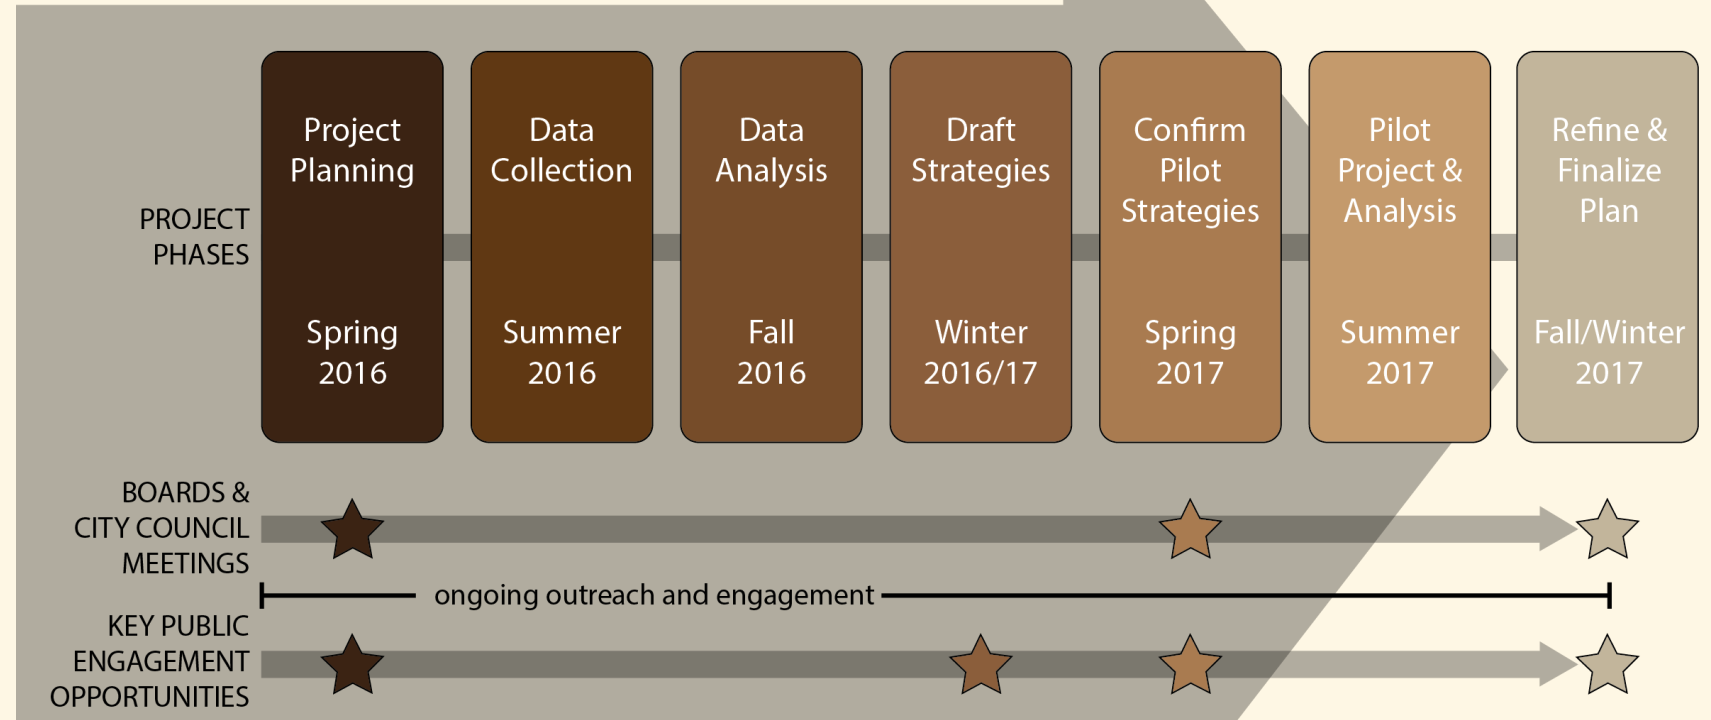 PROJECT
PHASES
Project
Planning
Spring
2016
Data
Collection
Summer
2016
Data
Analysis
Fall
2016
Draft
Strategies
Winter
2016/17
Confirm
Pilot
Strategies
Spring
2017
Pilot
Project &
Analysis
Summer
2017
Refine &
Finalize
Plan
Fall/Winter
2017
BOARDS &
CITY COUNCIL
MEETINGS
ongoing outreach and engagement
KEY PUBLIC
ENGAGEMENT
OPPORTUNITIES